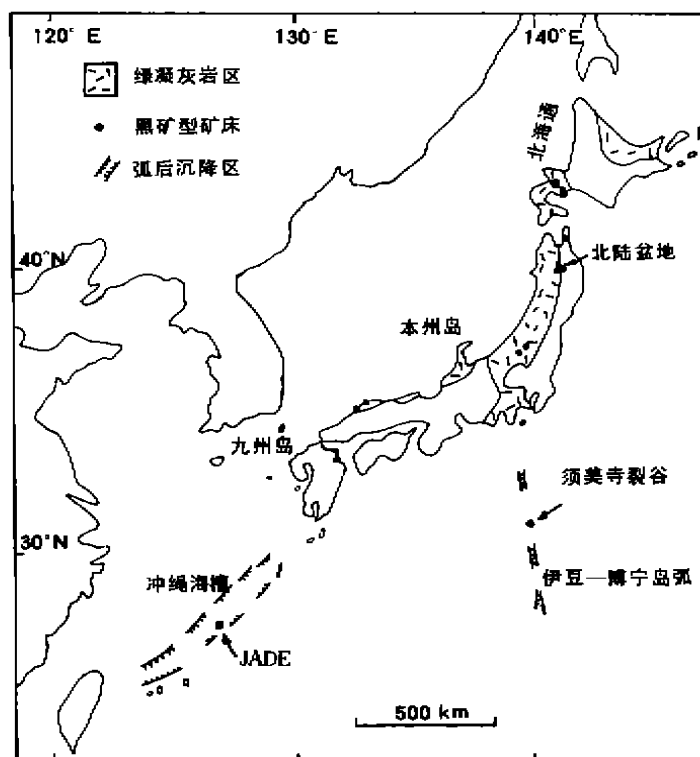 120°E
130°E
140°E
绿凝灰岩区
黑矿型矿床
弧后沉降区
北海道
40°N
北陆盆地
本州岛
九州岛
须美寺裂谷
30°N
冲绳海槽
伊豆—赙宁岛弧
JADE
500 km